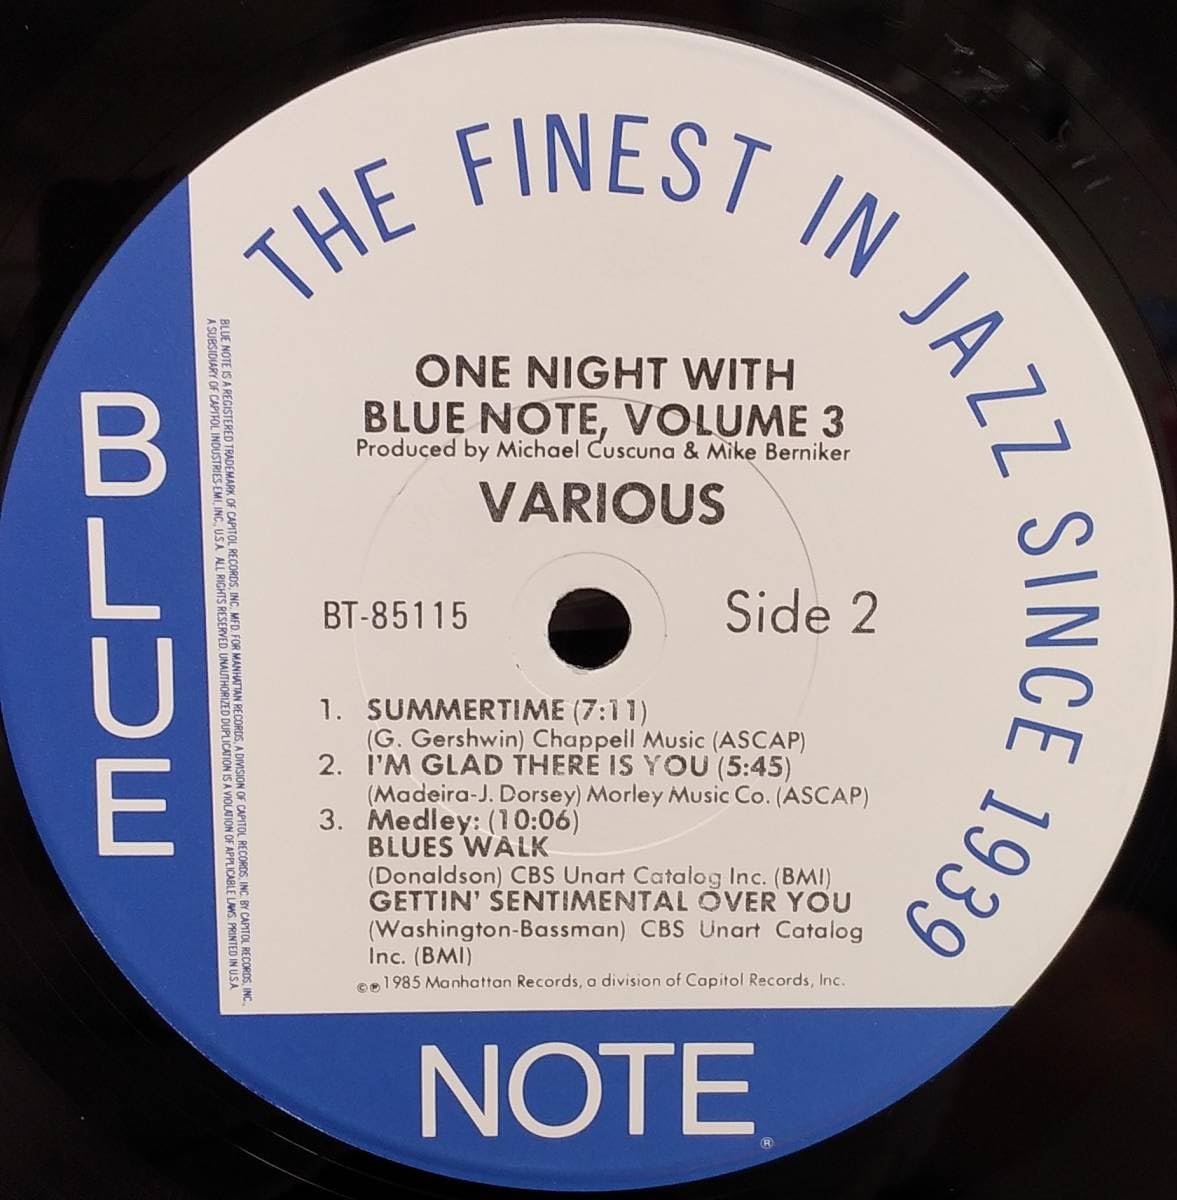 THE FINEST IN JAZZ SINCE 1939
ONE NIGHT WITH
BLUE NOTE, VOLUME 3
Produced by Michael Cuscuna & Mike Berniker
VARIOUS
BT-85115
Side 2
1. SUMMERTIME (7:11)
(G. Gershwin) Chappell Music (ASCAP)
2. I'M GLAD THERE IS YOU (5:45)
(Madeira-J. Dorsey) Morley Music Co. (ASCAP)
3. Medley: (10:06)
BLUES WALK
(Donaldson) CBS Unart Catalog Inc. (BMI)
GETTIN' SENTIMENTAL OVER YOU
(Washington-Bassman) CBS Unart Catalog
Inc. (BMI)
©℗1985 Manhattan Records, a division of Capitol Records, Inc.
BLUE NOTE IS A REGISTERED TRADEMARK OF CAPITOL RECORDS, INC. MFD. FOR MANHATTAN RECORDS, A DIVISION OF CAPITOL RECORDS, INC. BY CAPITOL RECORDS, INC.,
A SUBSIDIARY OF CAPITOL INDUSTRIES-EMI, INC., U.S.A. ALL RIGHTS RESERVED. UNAUTHORIZED DUPLICATION IS A VIOLATION OF APPLICABLE LAWS. PRINTED IN U.S.A.
BLUE
NOTE®